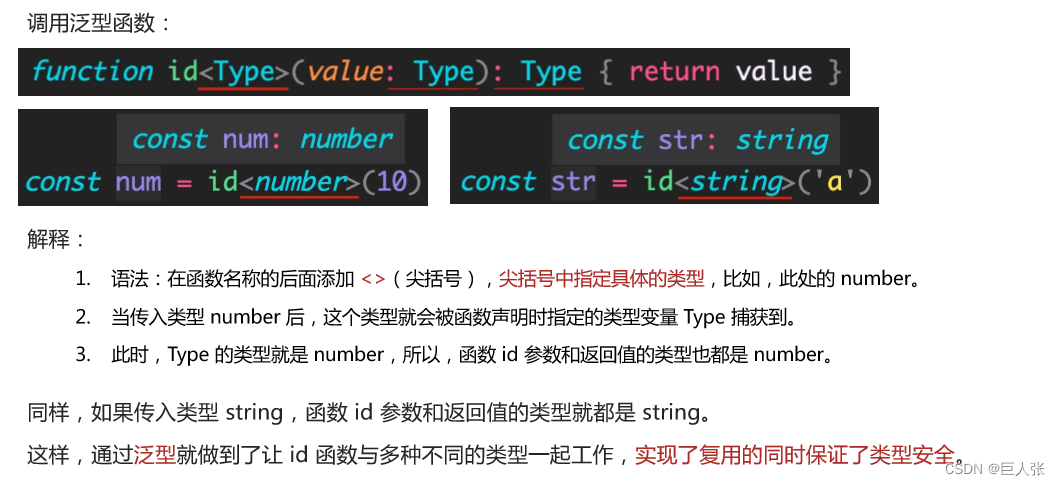 调用泛型函数：
function id<Type>(value: Type): Type { return value }
const num: number
const num = id<number>(10)
const str: string
const str = id<string>('a')
解释：
1. 语法：在函数名称的后面添加 <>（尖括号），尖括号中指定具体的类型，比如，此处的 number。
2. 当传入类型 number 后，这个类型就会被函数声明时指定的类型变量 Type 捕获到。
3. 此时，Type 的类型就是 number，所以，函数 id 参数和返回值的类型也都是 number。
同样，如果传入类型 string，函数 id 参数和返回值的类型就都是 string。
这样，通过泛型就做到了让 id 函数与多种不同的类型一起工作，实现了复用的同时保证了类型安全。
CSDN @巨人张